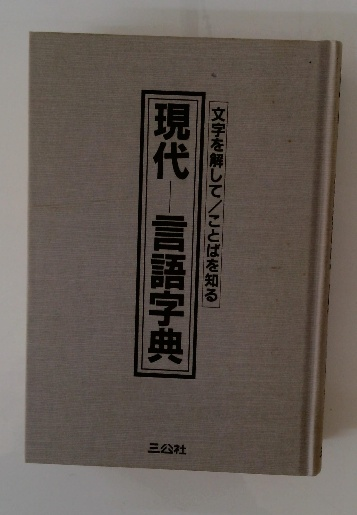 文字を解して/ことばを知る
現代―言語字典
三公社